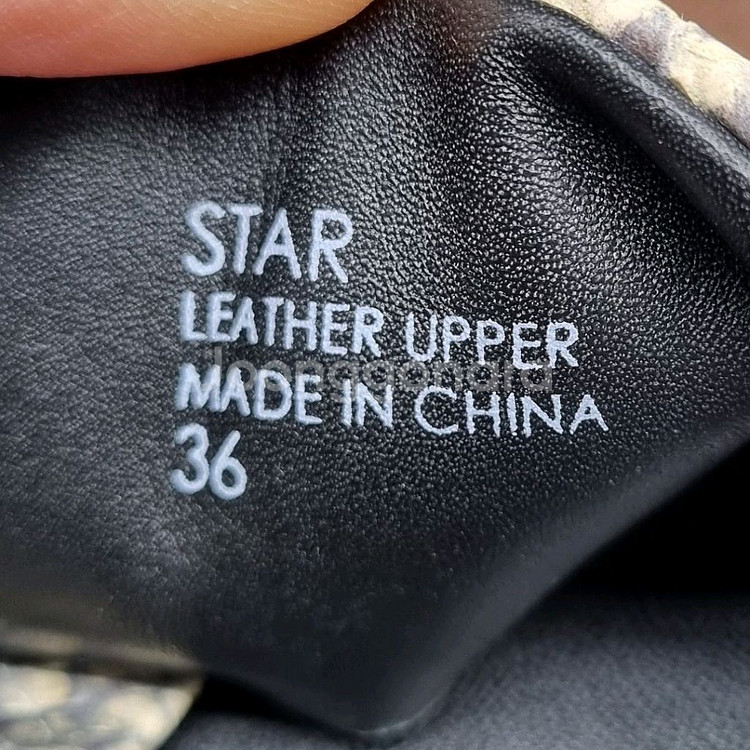 STAR
LEATHER UPPER
MADE IN CHINA
36